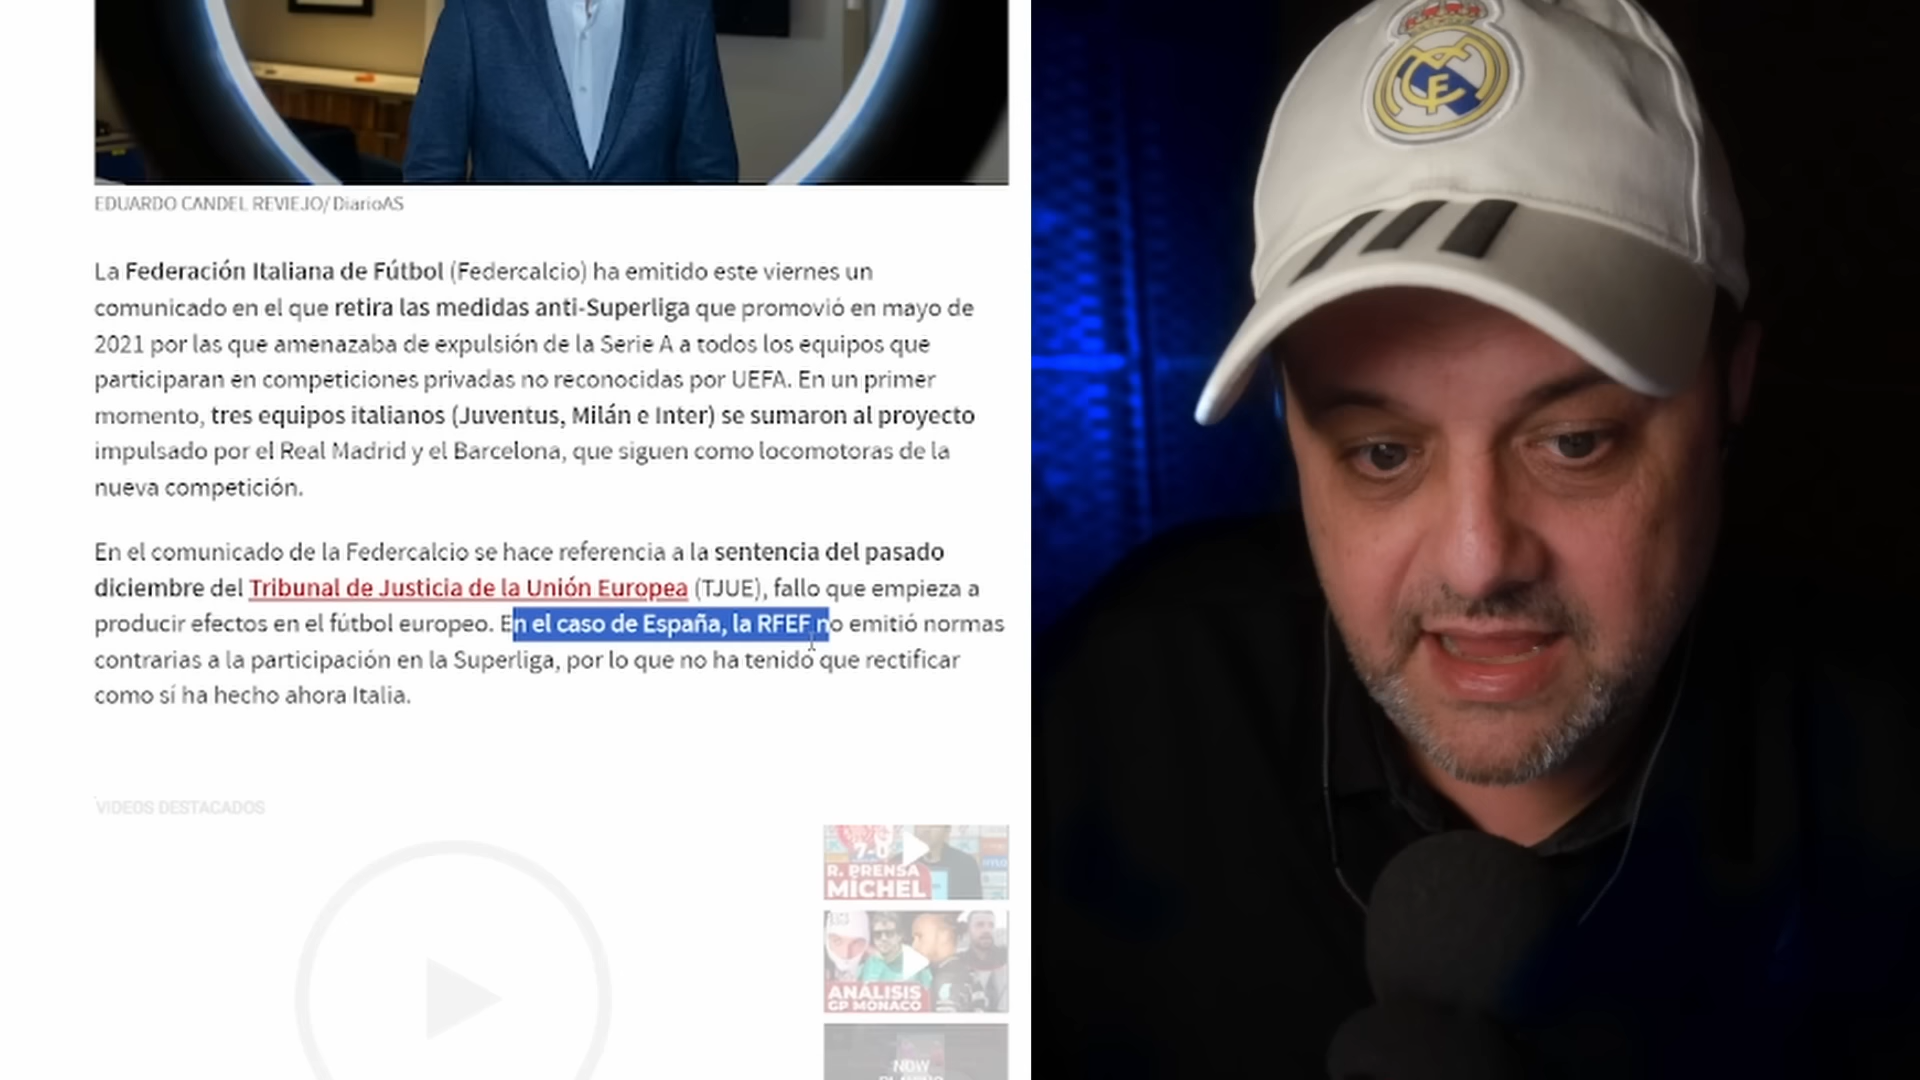 EDUARDO CANDEL REVIEJO/ DiarioAS
La Federación Italiana de Fútbol (Federcalcio) ha emitido este viernes un
comunicado en el que retira las medidas anti-Superliga que promovió en mayo de
2021 por las que amenazaba de expulsión de la Serie A a todos los equipos que
participaran en competiciones privadas no reconocidas por UEFA. En un primer
momento, tres equipos italianos (Juventus, Milán e Inter) se sumaron al proyecto
impulsado por el Real Madrid y el Barcelona, que siguen como locomotoras de la
nueva competición.
En el comunicado de la Federcalcio se hace referencia a la sentencia del pasado
diciembre del Tribunal de Justicia de la Unión Europea (TJUE), fallo que empieza a
producir efectos en el fútbol europeo. En el caso de España, la RFEF no emitió normas
contrarias a la participación en la Superliga, por lo que no ha tenido que rectificar
como sí ha hecho ahora Italia.
VIDEOS DESTACADOS
7-0
R. PRENSA
MÍCHEL
ANÁLISIS
GP MÓNACO
NOW